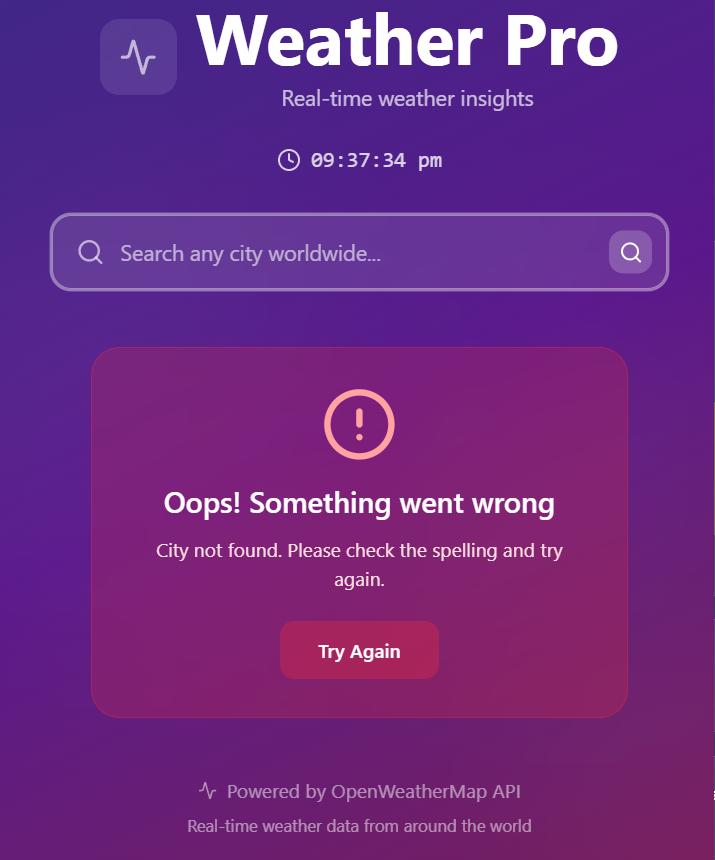 Weather Pro
Real-time weather insights
09:37:34 pm
Search any city worldwide...
Oops! Something went wrong
City not found. Please check the spelling and try
again.
Try Again
Powered by OpenWeatherMap API
Real-time weather data from around the world